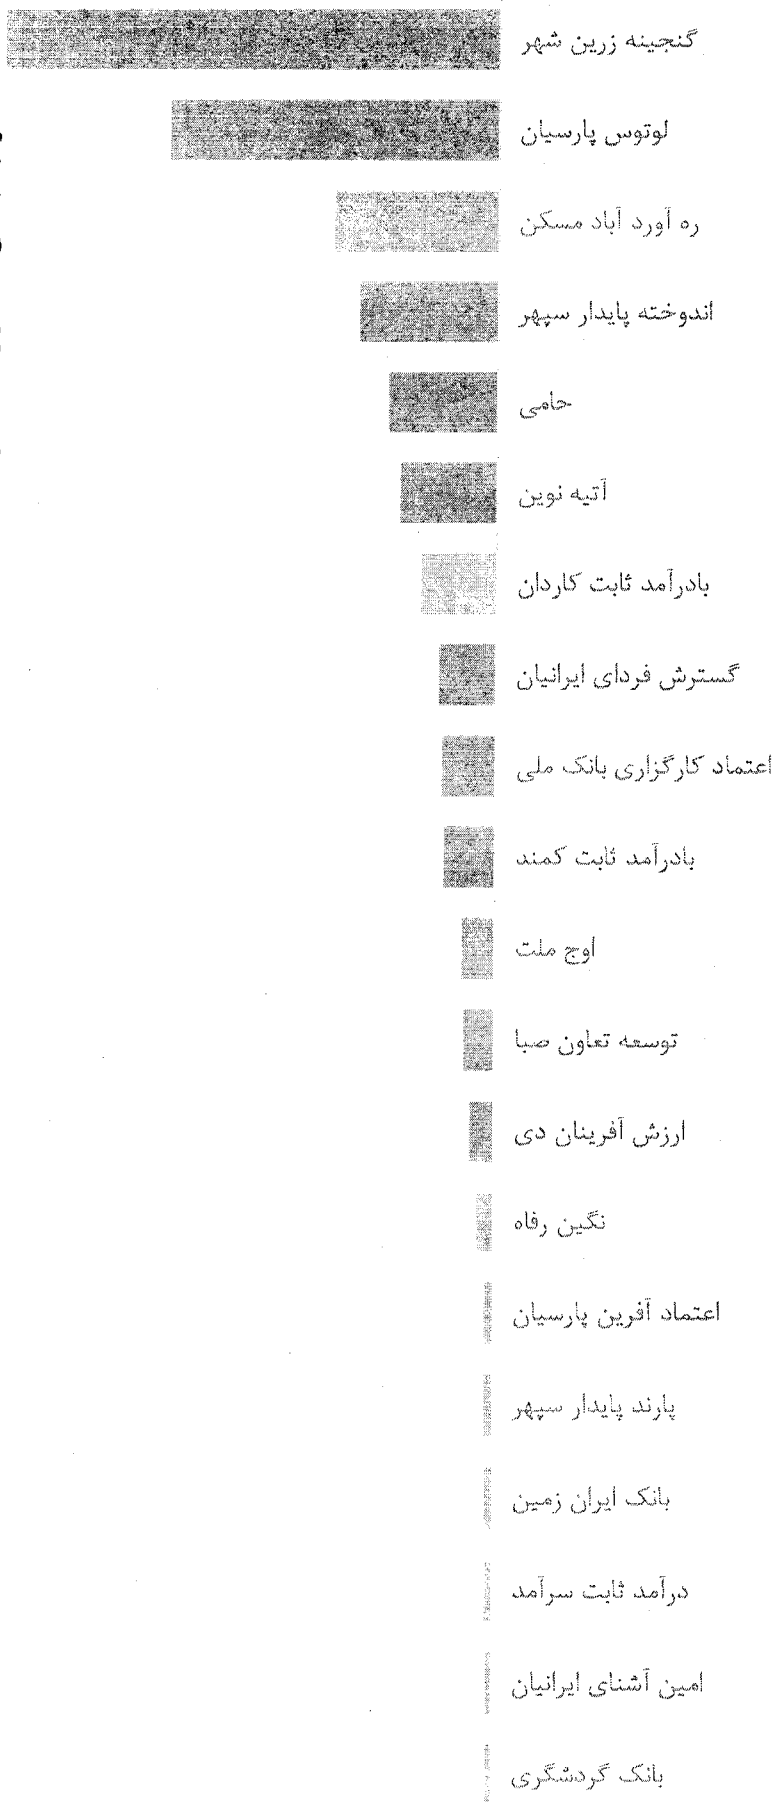 گنجینه زرین شهر
لوتوس پارسیان
ره آورد آباد مسکن
اندوخته پایدار سپهر
حامی
آتیه نوین
بادرآمد ثابت کاردان
گسترش فردای ایرانیان
اعتماد کارگزاری بانک ملی
بادرآمد ثابت کمند
اوج ملت
توسعه تعاون صبا
ارزش آفرینان دی
نگین رفاه
اعتماد آفرین پارسیان
پارند پایدار سپهر
بانک ایران زمین
درآمد ثابت سرآمد
امین آشنای ایرانیان
بانک گردشگری